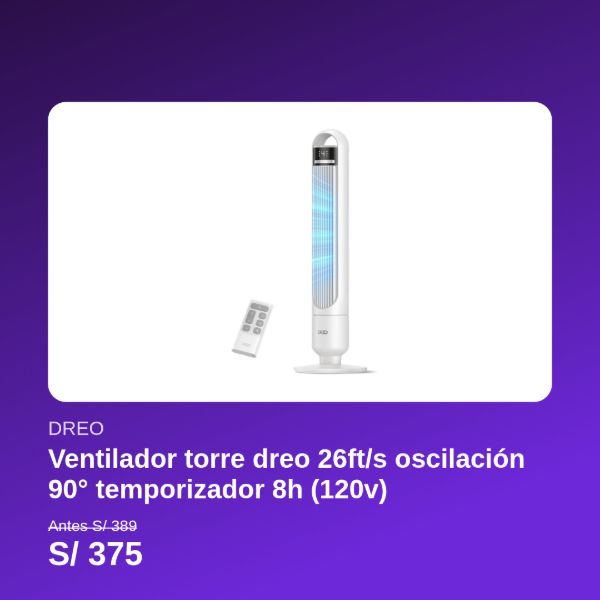 DREO
Ventilador torre dreo 26ft/s oscilación
90° temporizador 8h (120v)
Antes S/ 389
S/ 375